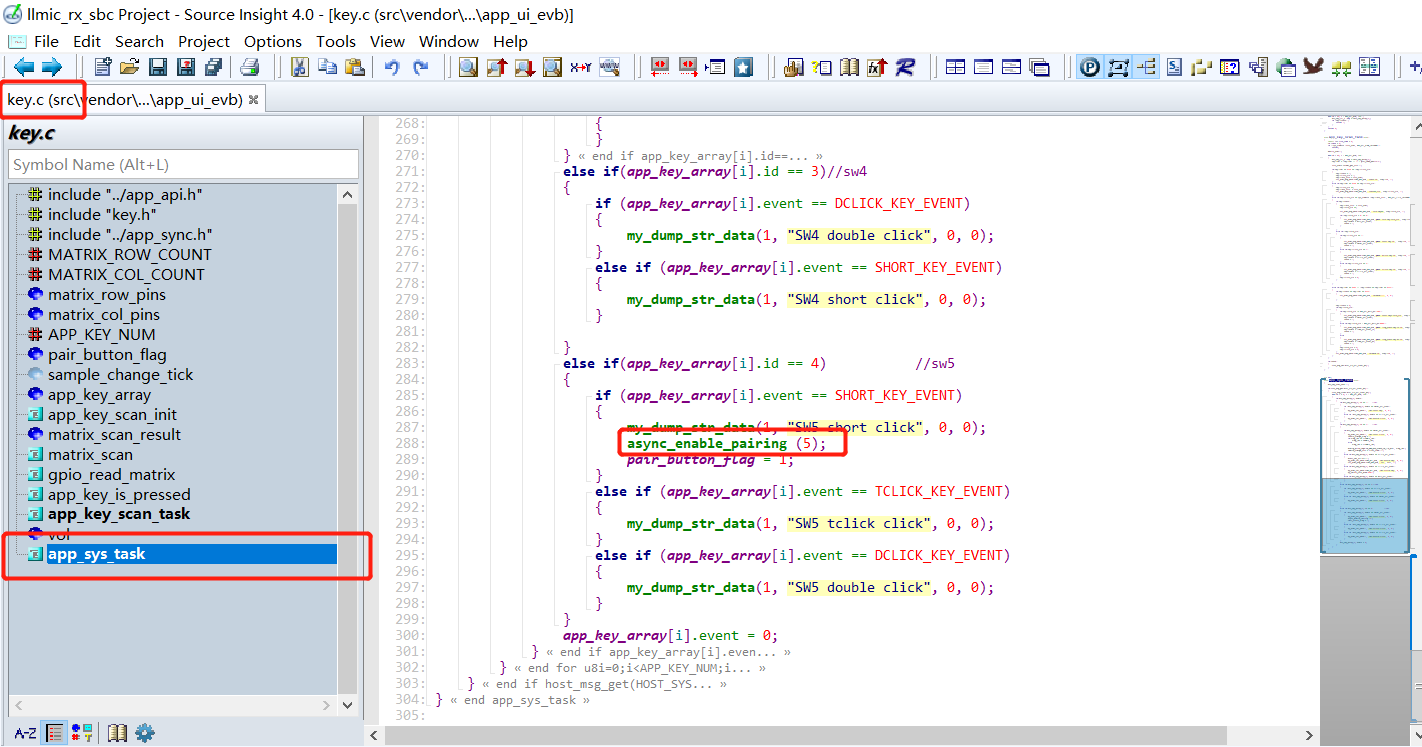 llmic_rx_sbc Project - Source Insight 4.0 - [key.c (src\vendor\...\app_ui_evb)]
File Edit Search Project Options Tools View Window Help
key.c (src\vendor\...\app_ui_evb)
key.c
Symbol Name (Alt+L)
include "../app_api.h"
include "key.h"
include "../app_sync.h"
MATRIX_ROW_COUNT
MATRIX_COL_COUNT
matrix_row_pins
matrix_col_pins
APP_KEY_NUM
pair_button_flag
sample_change_tick
app_key_array
app_key_scan_init
matrix_scan_result
matrix_scan
gpio_read_matrix
app_key_is_pressed
app_key_scan_task
vol
app_sys_task
A-Z
268: {
269: }
270: } « end if app_key_array[i].id==... »
271: else if(app_key_array[i].id == 3)//sw4
272: {
273: if (app_key_array[i].event == DCLICK_KEY_EVENT)
274: {
275: my_dump_str_data(1, "SW4 double click", 0, 0);
276: }
277: else if (app_key_array[i].event == SHORT_KEY_EVENT)
278: {
279: my_dump_str_data(1, "SW4 short click", 0, 0);
280: }
281:
282: }
283: else if(app_key_array[i].id == 4) //sw5
284: {
285: if (app_key_array[i].event == SHORT_KEY_EVENT)
286: {
287: my_dump_str_data(1, "SW5 short click", 0, 0);
288: async_enable_pairing (5);
289: pair_button_flag = 1;
290: }
291: else if (app_key_array[i].event == TCLICK_KEY_EVENT)
292: {
293: my_dump_str_data(1, "SW5 tclick click", 0, 0);
294: }
295: else if (app_key_array[i].event == DCLICK_KEY_EVENT)
296: {
297: my_dump_str_data(1, "SW5 double click", 0, 0);
298: }
299: }
300: app_key_array[i].event = 0;
301: } « end if app_key_array[i].even... »
302: } « end for u8i=0;i<APP_KEY_NUM;i... »
303: } « end if host_msg_get(HOST_SYS... »
304: } « end app_sys_task »
305: